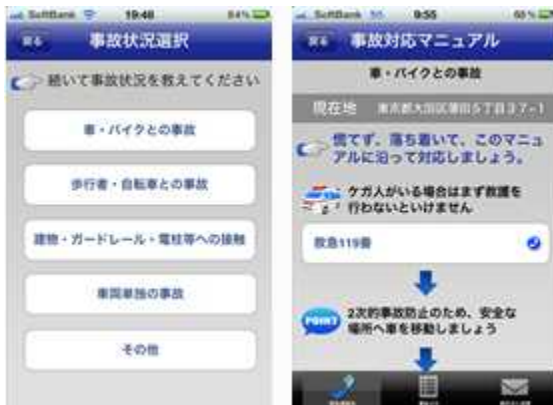 SoftBank
19:46
84%
戻る
事故状況選択
続いて事故状況を教えてください
車・バイクとの事故
歩行者・自転車との事故
建物・ガードレール・電柱等への接触
車両単独の事故
その他
SoftBank
9:55
戻る
事故対応マニュアル
車・バイクとの事故
現在地
慌てず、落ち着いて、このマニュ
アルに沿って対応しましょう。
ケガ人がいる場合はまず救護を
行わないといけません
救急119番
POINT
2次的事故防止のため、安全な
場所へ車を移動しましょう